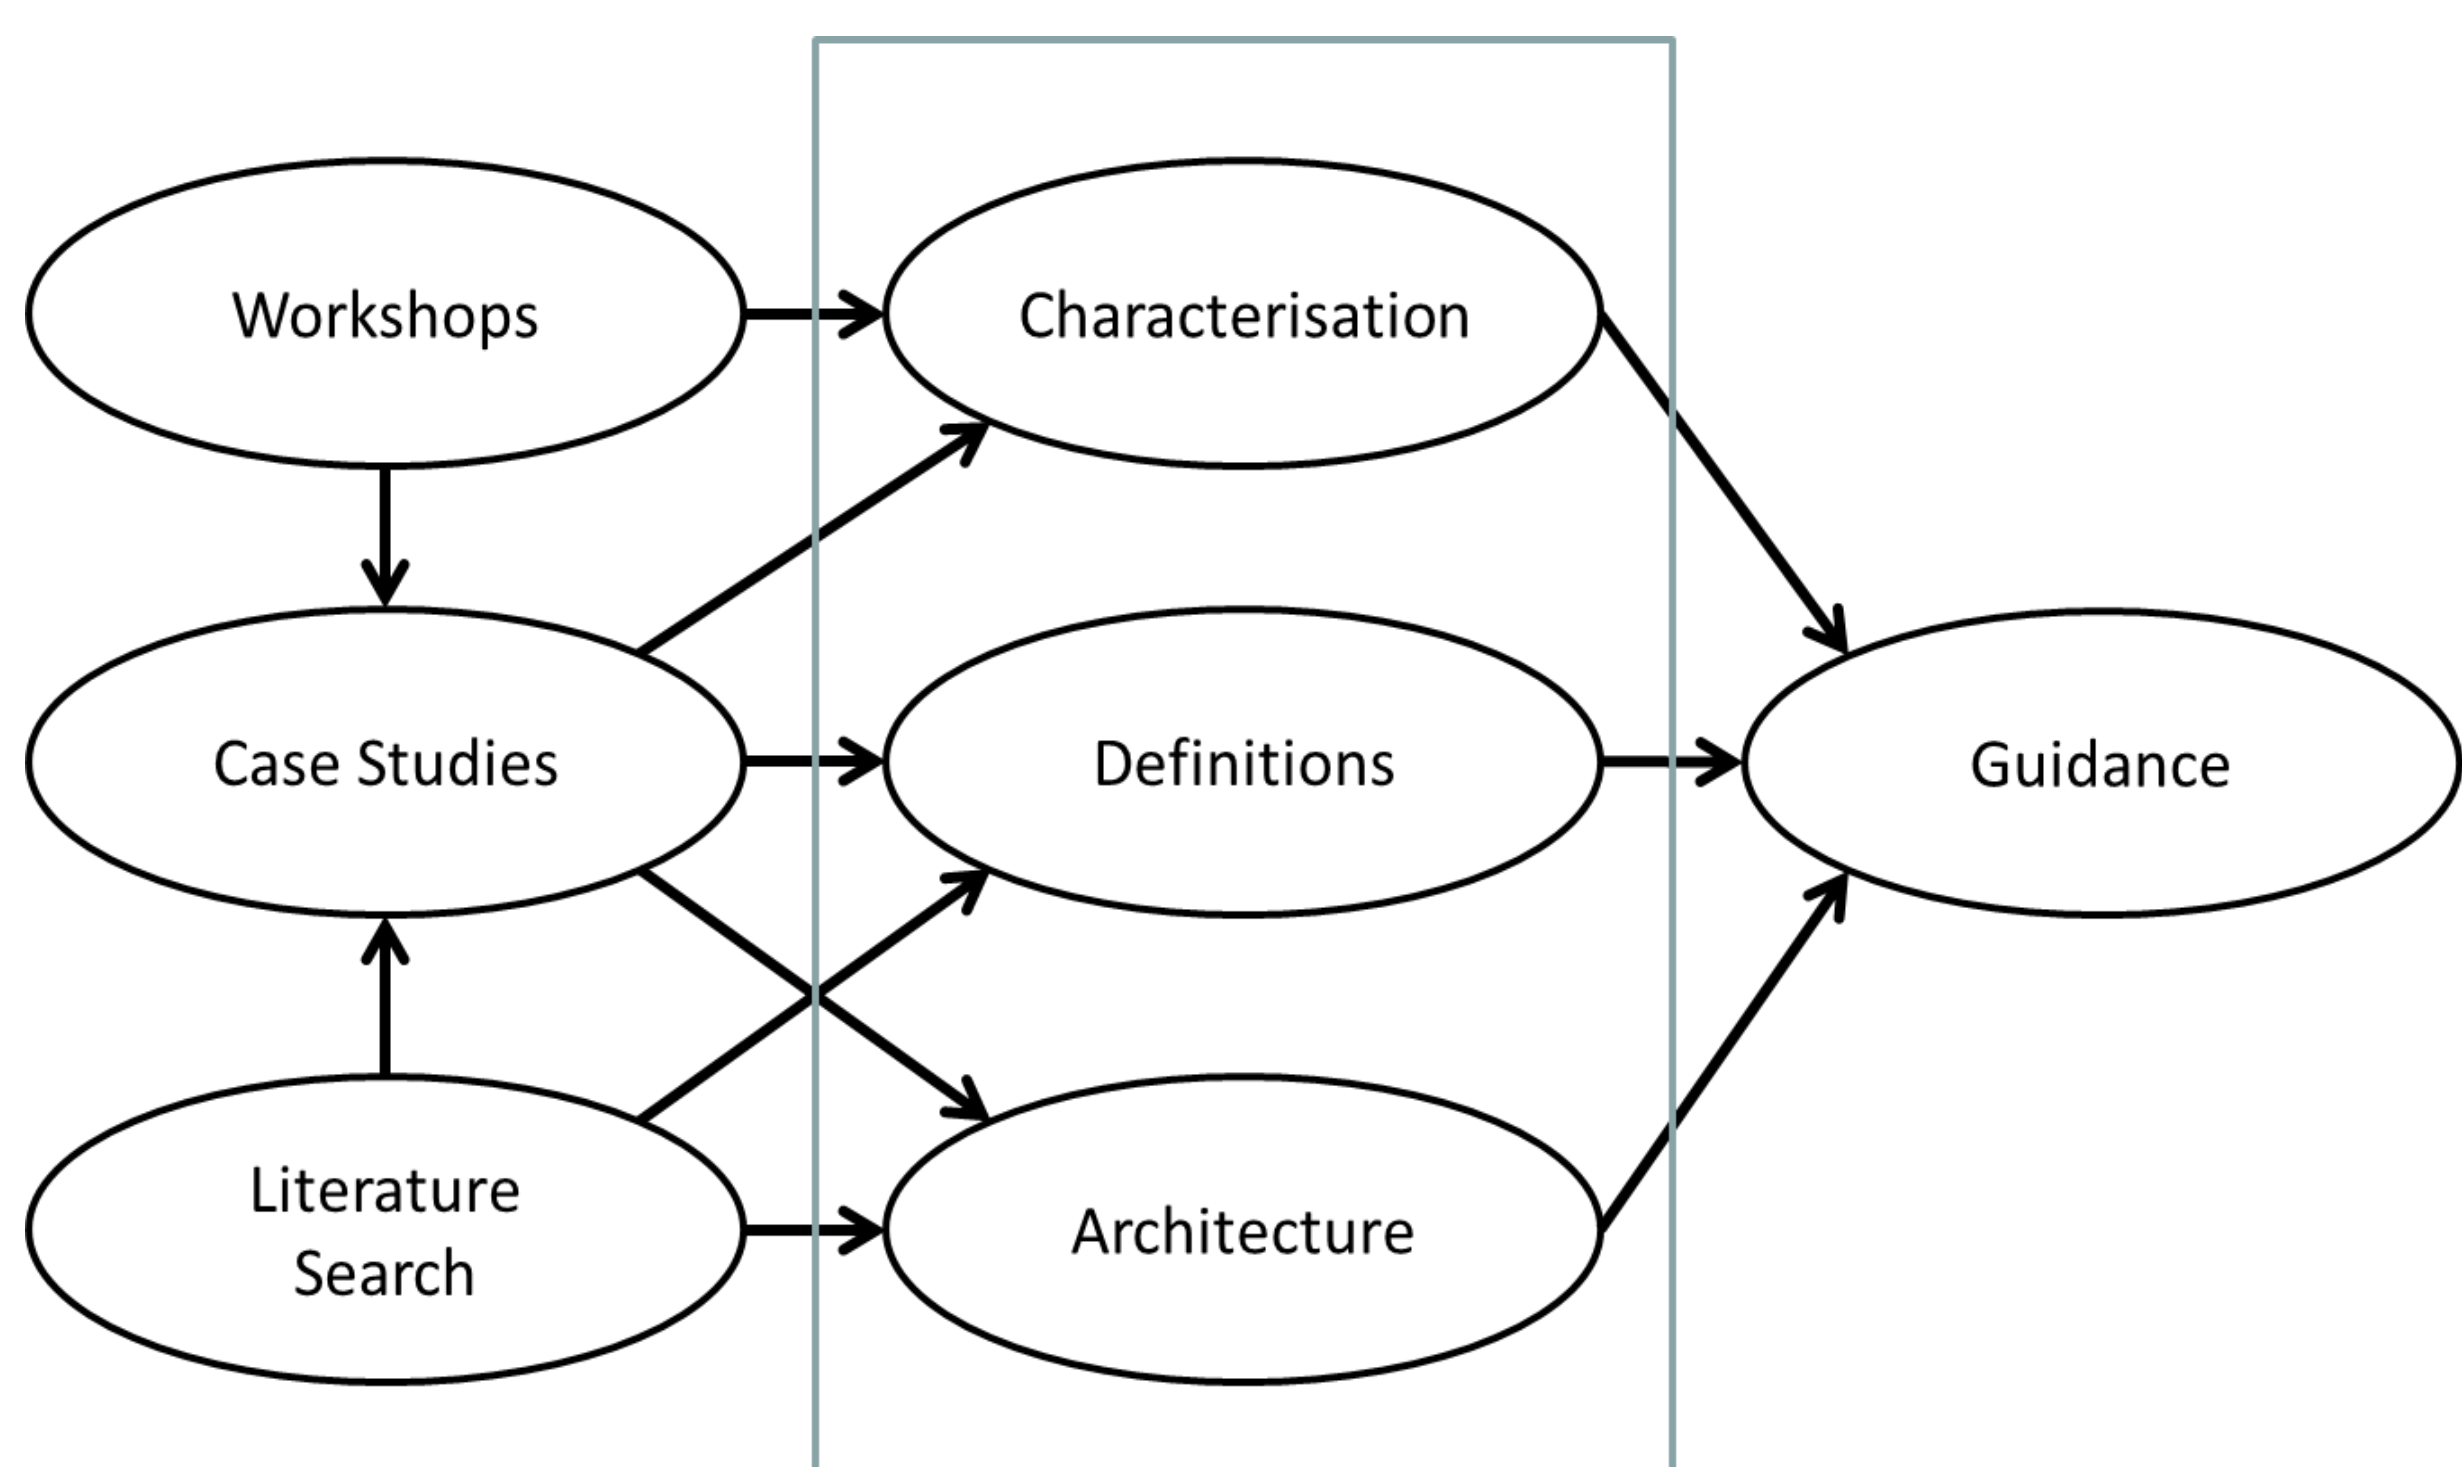 Workshops
Characterisation
Case Studies
Definitions
Guidance
Literature
Search
Architecture